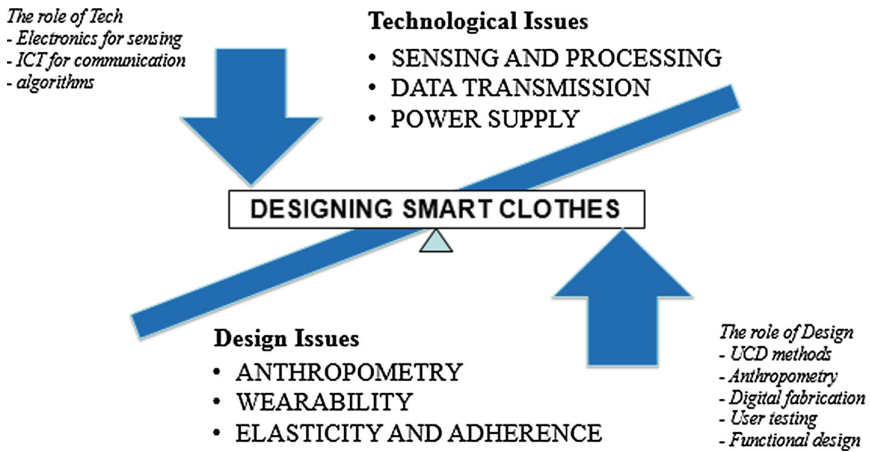 The role of Tech
- Electronics for sensing
- ICT for communication
- algorithms
Technological Issues
• SENSING AND PROCESSING
• DATA TRANSMISSION
• POWER SUPPLY
DESIGNING SMART CLOTHES
Design Issues
• ANTHROPOMETRY
• WEARABILITY
• ELASTICITY AND ADHERENCE
The role of Design
- UCD methods
- Anthropometry
- Digital fabrication
- User testing
- Functional design